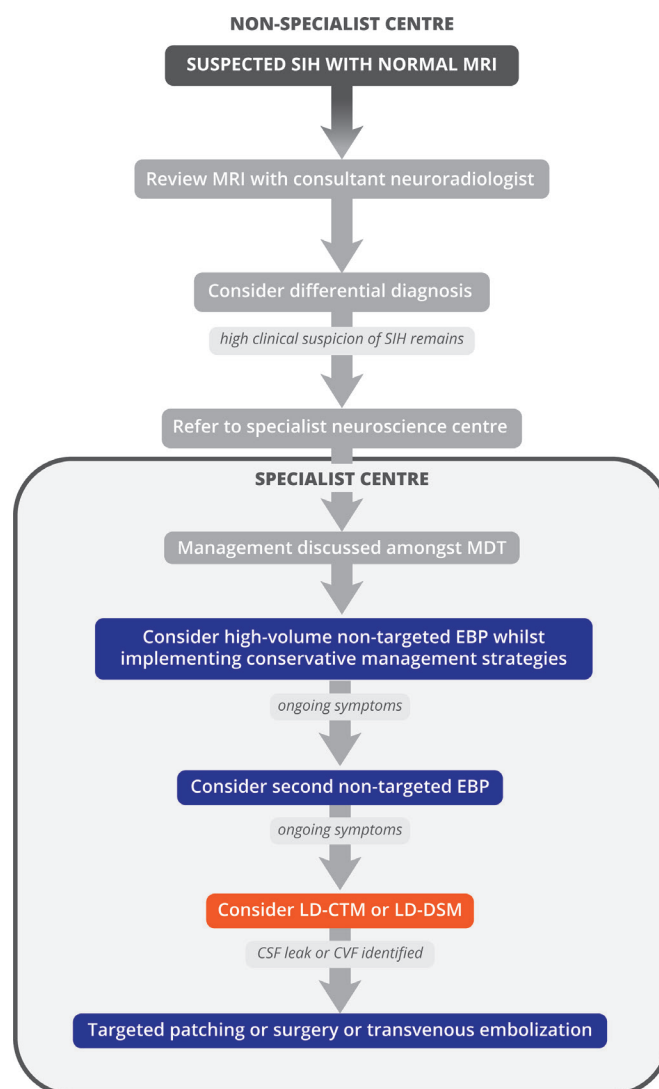 NON-SPECIALIST CENTRE
SUSPECTED SIH WITH NORMAL MRI
Review MRI with consultant neuroradiologist
Consider differential diagnosis
high clinical suspicion of SIH remains
Refer to specialist neuroscience centre
SPECIALIST CENTRE
Management discussed amongst MDT
Consider high-volume non-targeted EBP whilst
implementing conservative management strategies
ongoing symptoms
Consider second non-targeted EBP
ongoing symptoms
Consider LD-CTM or LD-DSM
CSF leak or CVF identified
Targeted patching or surgery or transvenous embolization